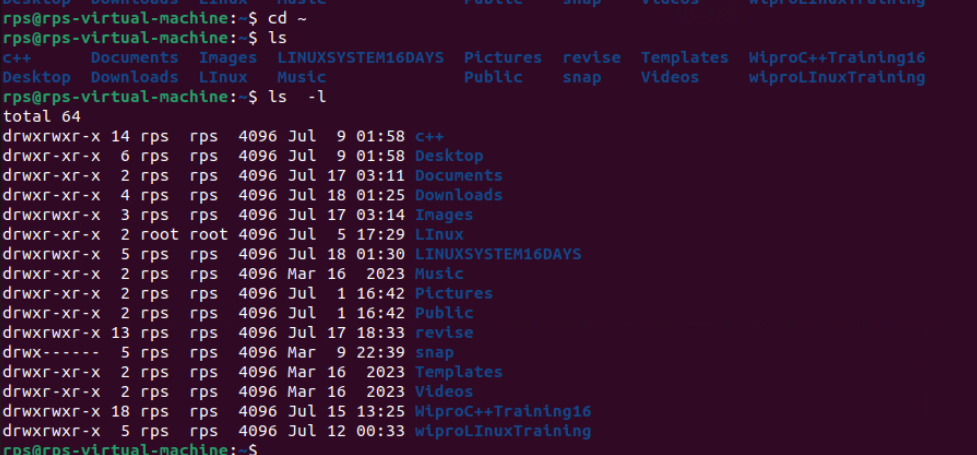 Desktop  Downloads  LInux   Music              Public    snap    Videos     wiproLInuxTraining
rps@rps-virtual-machine:~$ cd ~
rps@rps-virtual-machine:~$ ls
c++      Documents  Images  LINUXSYSTEM16DAYS  Pictures  revise  Templates  WiproC++Training16
Desktop  Downloads  LInux   Music              Public    snap    Videos     wiproLInuxTraining
rps@rps-virtual-machine:~$ ls  -l
total 64
drwxrwxr-x 14 rps  rps  4096 Jul  9 01:58 c++
drwxr-xr-x  6 rps  rps  4096 Jul  9 01:58 Desktop
drwxr-xr-x  2 rps  rps  4096 Jul 17 03:11 Documents
drwxr-xr-x  4 rps  rps  4096 Jul 18 01:25 Downloads
drwxrwxr-x  3 rps  rps  4096 Jul 17 03:14 Images
drwxr-xr-x  2 root root 4096 Jul  5 17:29 LInux
drwxrwxr-x  5 rps  rps  4096 Jul 18 01:30 LINUXSYSTEM16DAYS
drwxr-xr-x  2 rps  rps  4096 Mar 16  2023 Music
drwxr-xr-x  2 rps  rps  4096 Jul  1 16:42 Pictures
drwxr-xr-x  2 rps  rps  4096 Jul  1 16:42 Public
drwxrwxr-x 13 rps  rps  4096 Jul 17 18:33 revise
drwx------  5 rps  rps  4096 Mar  9 22:39 snap
drwxr-xr-x  2 rps  rps  4096 Mar 16  2023 Templates
drwxr-xr-x  2 rps  rps  4096 Mar 16  2023 Videos
drwxrwxr-x 18 rps  rps  4096 Jul 15 13:25 WiproC++Training16
drwxrwxr-x  5 rps  rps  4096 Jul 12 00:33 wiproLInuxTraining
rps@rps-virtual-machine:~$